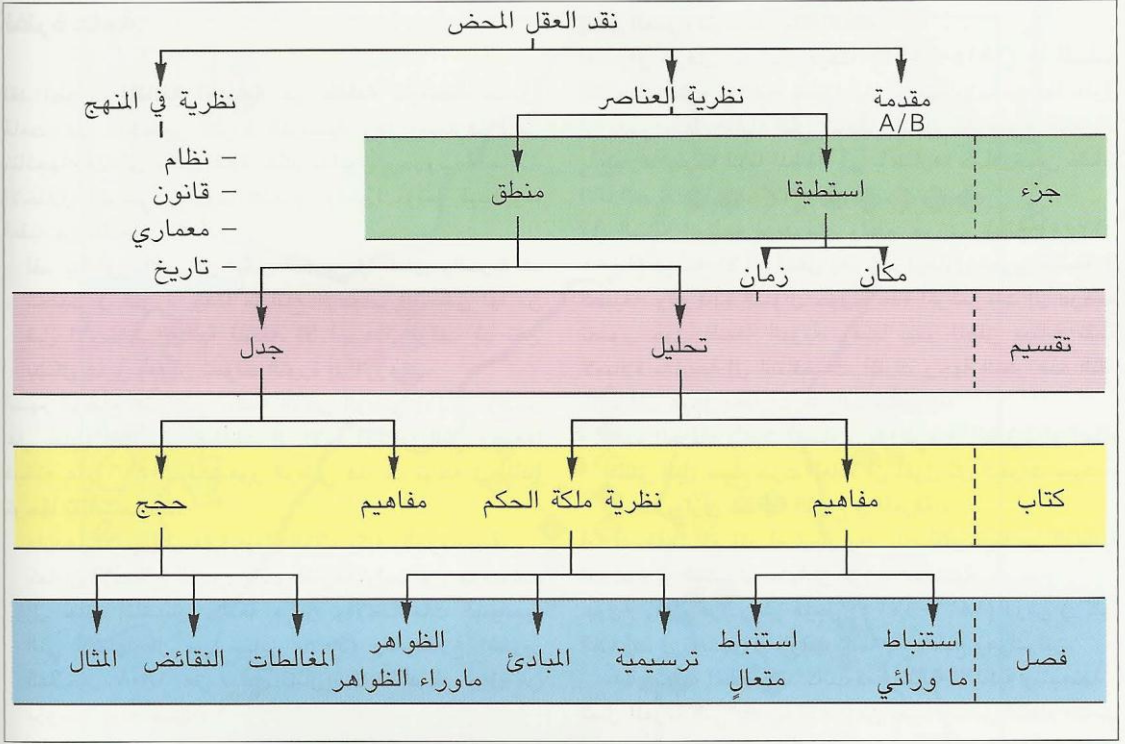 نقد العقل المحض
مقدمة
A/B
نظرية العناصر
نظرية في المنهج
– نظام
– قانون
– معماري
– تاريخ
جزء
استطيقا
منطق
مكان
زمان
تقسيم
تحليل
جدل
كتاب
مفاهيم
نظرية ملكة الحكم
مفاهيم
حجج
فصل
استنباط
ما ورائي
استنباط
متعالٍ
ترسيمية
المبادئ
الظواهر
ماوراء الظواهر
المغالطات
النقائض
المثال